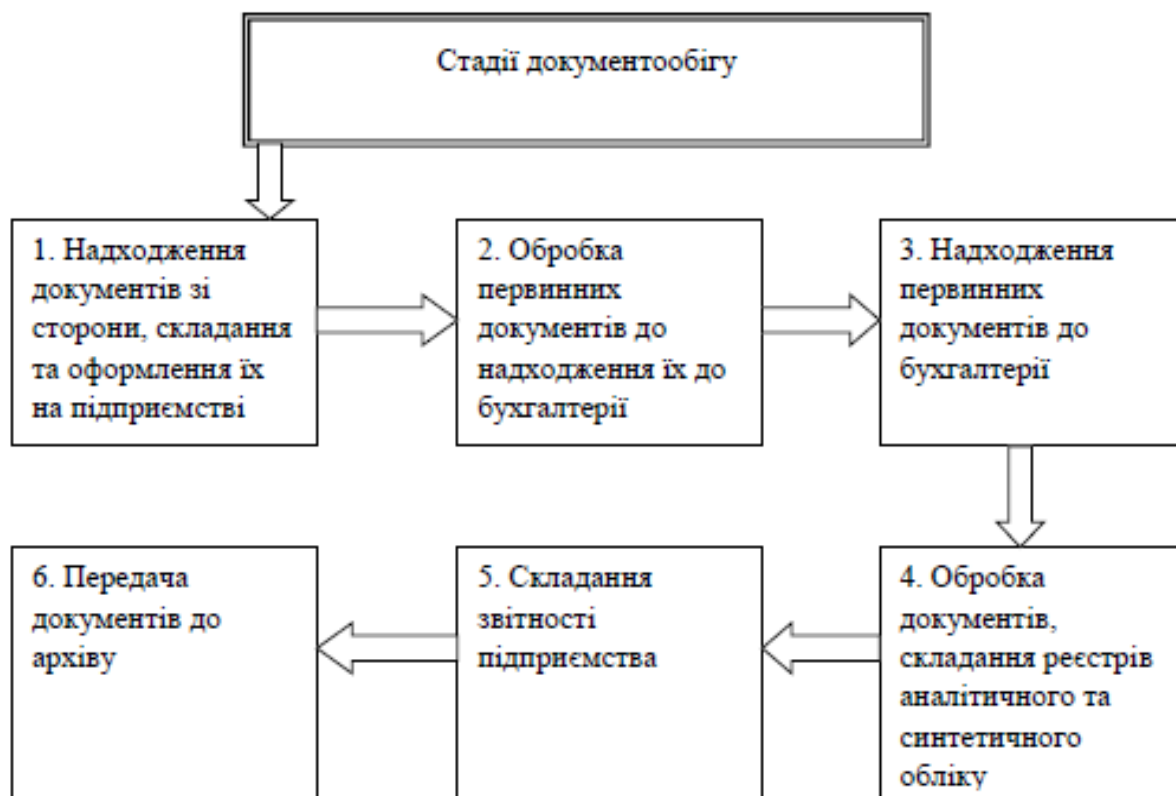 Стадії документообігу
1. Надходження
документів зі
сторони, складання
та оформлення їх
на підприємстві
2. Обробка
первинних
документів до
надходження їх до
бухгалтерії
3. Надходження
первинних
документів до
бухгалтерії
4. Обробка
документів,
складання реєстрів
аналітичного та
синтетичного
обліку
5. Складання
звітності
підприємства
6. Передача
документів до
архіву